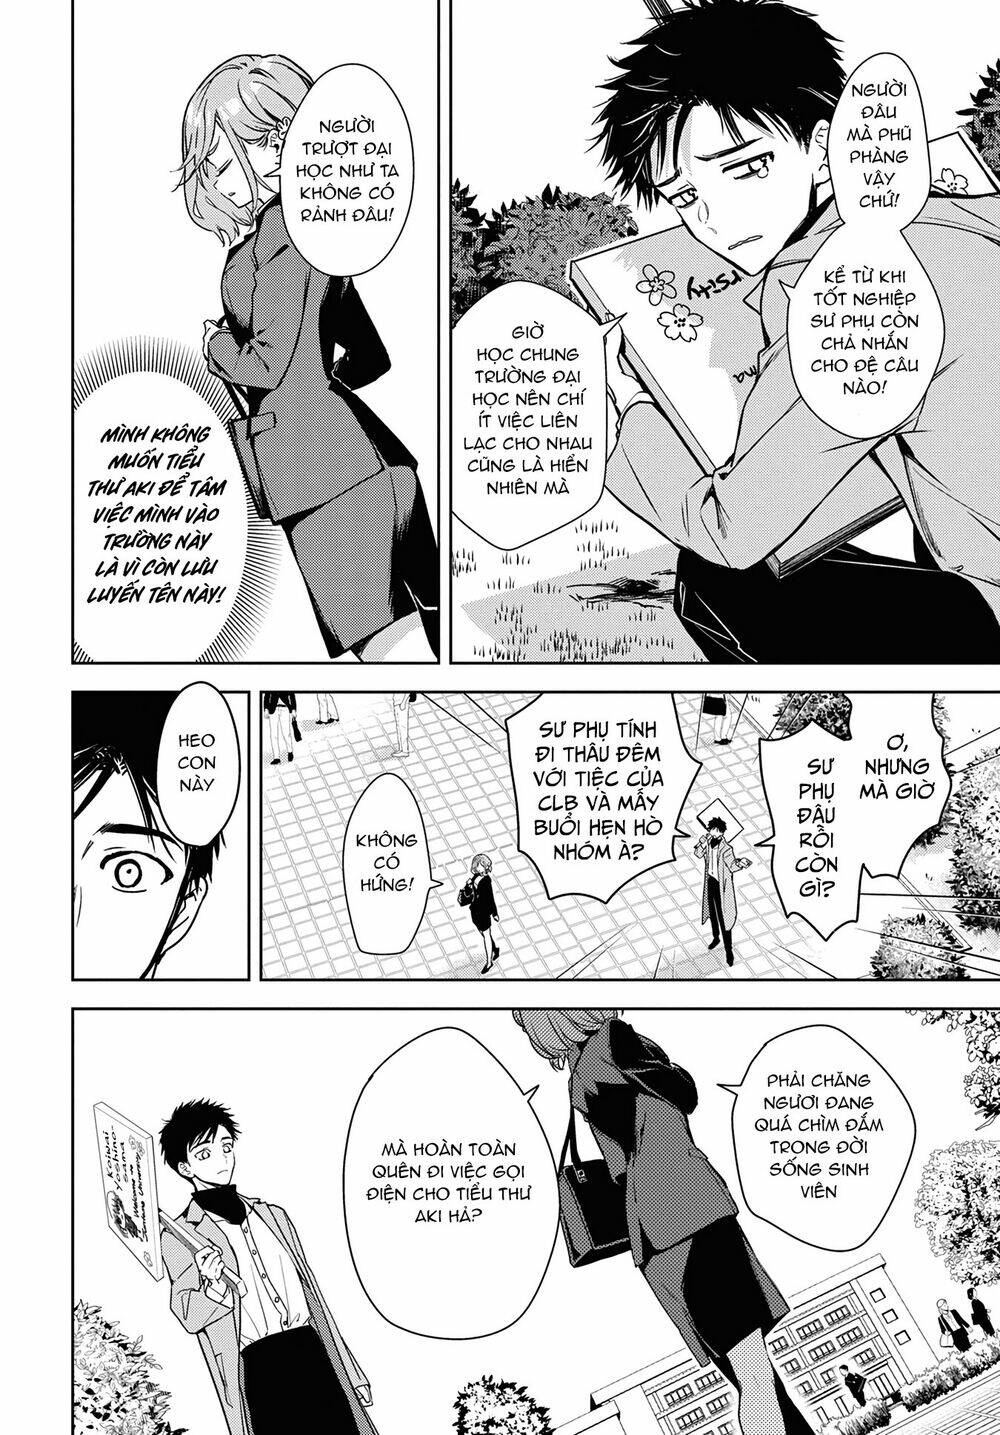 NGƯỜI
ĐÂU
MÀ PHŨ
PHÀNG
VẬY
CHỨ!
KỂ TỪ KHI
TỐT NGHIỆP
SƯ PHỤ CÒN
CHẢ NHẮN
CHO ĐỆ CÂU
NÀO!
GIỜ
HỌC CHUNG
TRƯỜNG ĐẠI
HỌC NÊN CHÍ
ÍT VIỆC LIÊN
LẠC CHO NHAU
CŨNG LÀ HIỂN
NHIÊN MÀ
NGƯỜI
TRƯỢT ĐẠI
HỌC NHƯ TA
KHÔNG CÓ
RẢNH ĐÂU!
MÌNH KHÔNG
MUỐN TIỂU
THƯ AKI ĐỂ TÂM
VIỆC MÌNH VÀO
TRƯỜNG NÀY
LÀ VÌ CÒN LƯU
LUYẾN TÊN NÀY!
Ơ,
NHƯNG
MÀ GIỜ
SƯ
PHỤ
ĐẬU
RỒI
CÒN
GÌ?
SƯ PHỤ TÍNH
ĐI THÂU ĐÊM
VỚI TIỆC CỦA
CLB VÀ MẤY
BUỔI HẸN HÒ
NHÓM À?
KHÔNG
CÓ
HỨNG!
HEO
CON
NÀY
PHẢI CHĂNG
NGƯƠI ĐANG
QUÁ CHÌM ĐẮM
TRONG ĐỜI
SỐNG SINH
VIÊN
MÀ HOÀN TOÀN
QUÊN ĐI VIỆC GỌI
ĐIỆN CHO TIỂU THƯ
AKI HẢ?
Koiwai
Yoshino-
sama
Welcome to